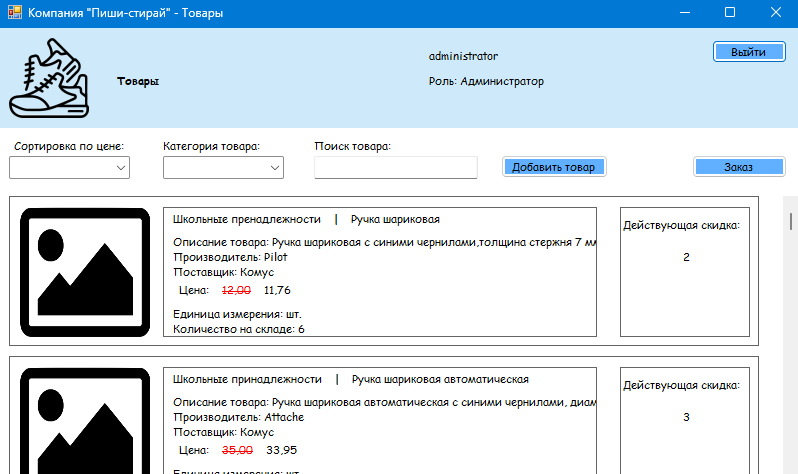 Компания "Пиши-стирай" - Товары
administrator
Выйти
Товары
Роль: Администратор
Сортировка по цене:
Категория товара:
Поиск товара:
Добавить товар
Заказ
Школьные пренадлежности | Ручка шариковая
Описание товара: Ручка шариковая с синими чернилами,толщина стержня 7 мм
Производитель: Pilot
Поставщик: Комус
Цена: 12,00 11,76
Единица измерения: шт.
Количество на складе: 6
Действующая скидка:
2
Школьные принадлежности | Ручка шариковая автоматическая
Описание товара: Ручка шариковая автоматическая с синими чернилами, диам
Производитель: Attache
Поставщик: Комус
Цена: 35,00 33,95
Единица измерения: шт.
Действующая скидка:
3